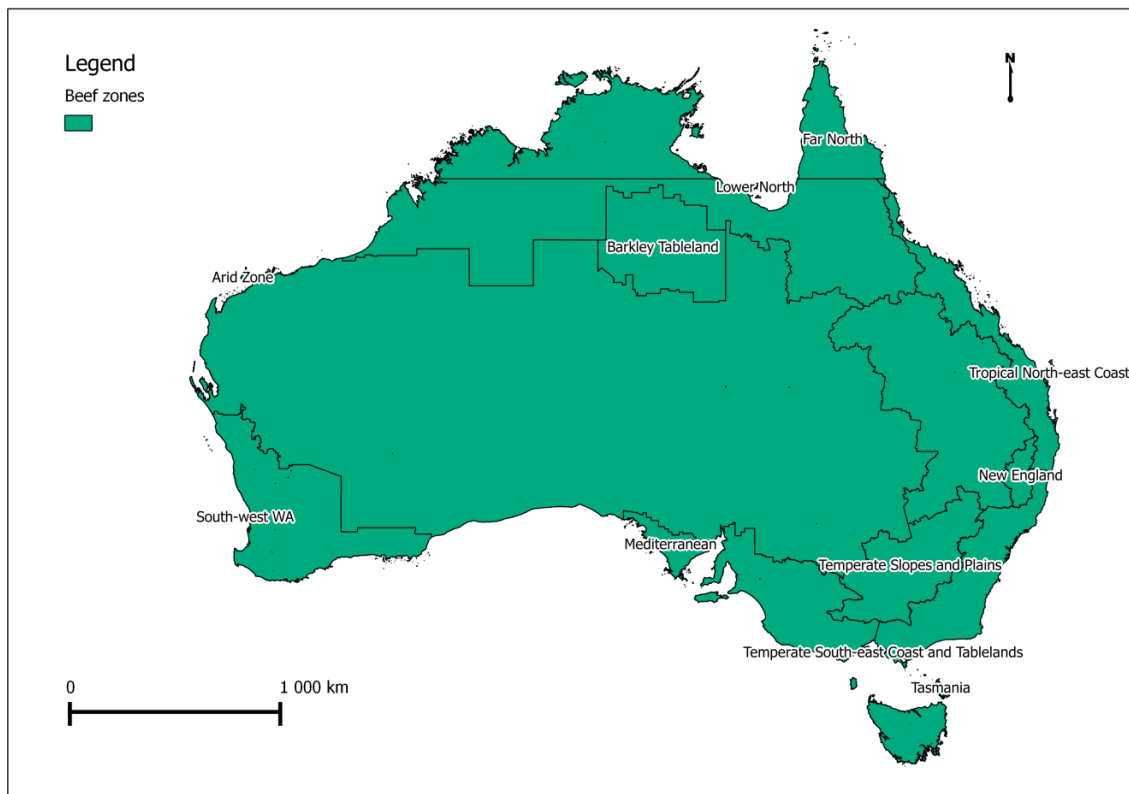 Legend
Beef zones
N
Far North
Lower North
Barkley Tableland
Arid Zone
Tropical North-east Coast
New England
South-west WA
Mediterranean
Temperate Slopes and Plains
Temperate South-east Coast and Tablelands
Tasmania
0 1 000 km